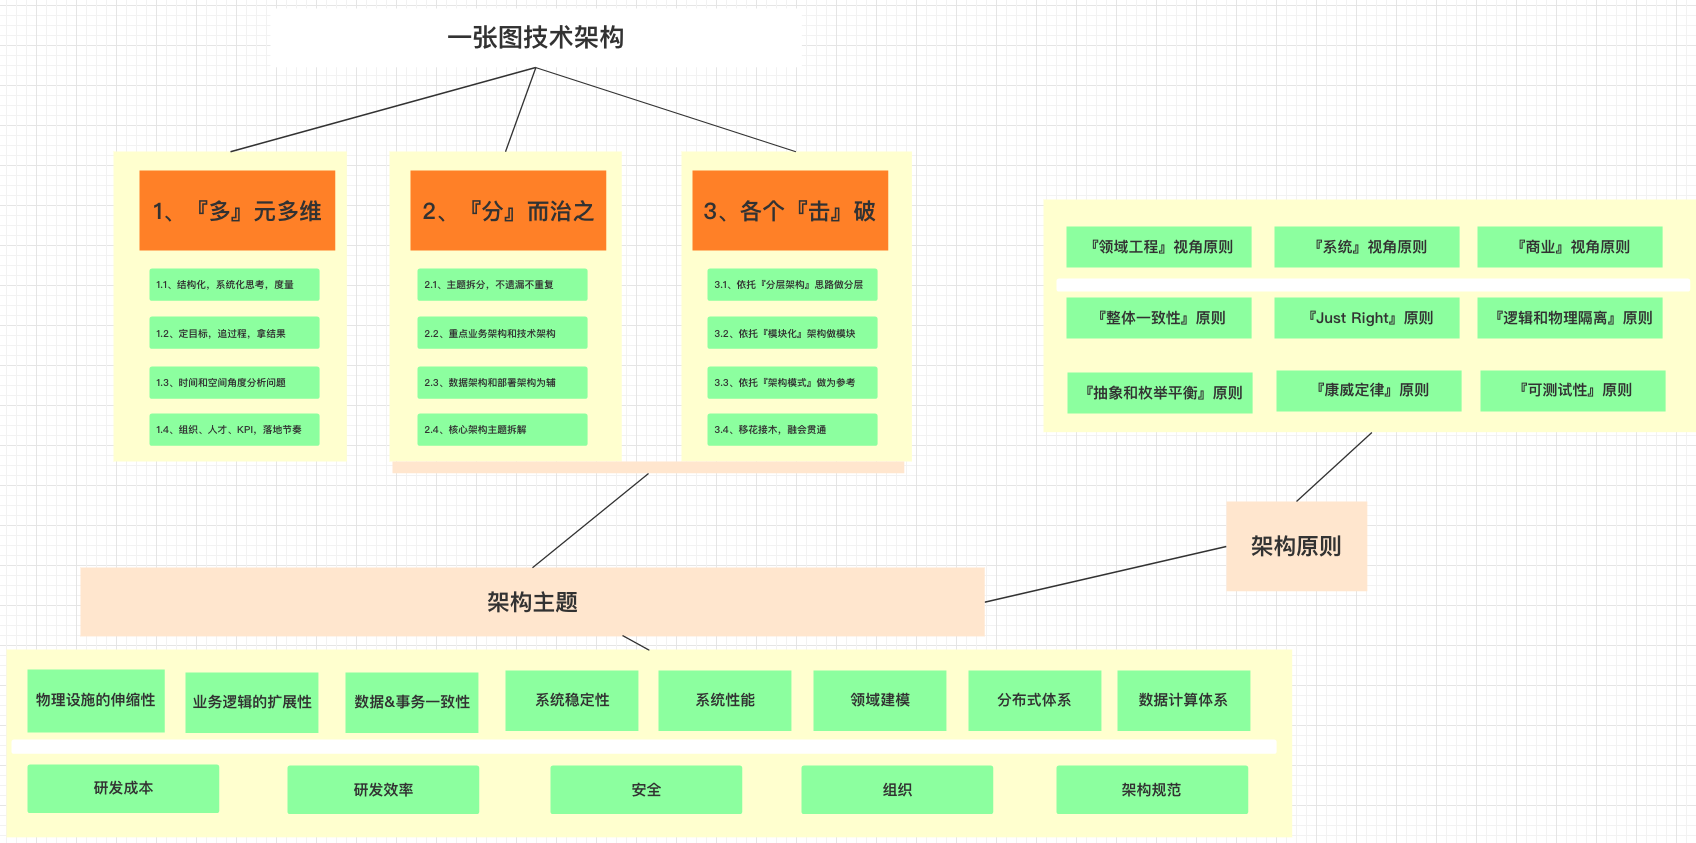 一张图技术架构
1、『多』元多维
1.1、结构化，系统化思考，度量
1.2、定目标，追过程，拿结果
1.3、时间和空间角度分析问题
1.4、组织、人才、KPI，落地节奏
2、『分』而治之
2.1、主题拆分，不遗漏不重复
2.2、重点业务架构和技术架构
2.3、数据架构和部署架构为辅
2.4、核心架构主题拆解
3、各个『击』破
3.1、依托『分层架构』思路做分层
3.2、依托『模块化』架构做模块
3.3、依托『架构模式』做为参考
3.4、移花接木，融会贯通
『领域工程』视角原则
『系统』视角原则
『商业』视角原则
『整体一致性』原则
『Just Right』原则
『逻辑和物理隔离』原则
『抽象和枚举平衡』原则
『康威定律』原则
『可测试性』原则
架构原则
架构主题
物理设施的伸缩性
业务逻辑的扩展性
数据&事务一致性
系统稳定性
系统性能
领域建模
分布式体系
数据计算体系
研发成本
研发效率
安全
组织
架构规范